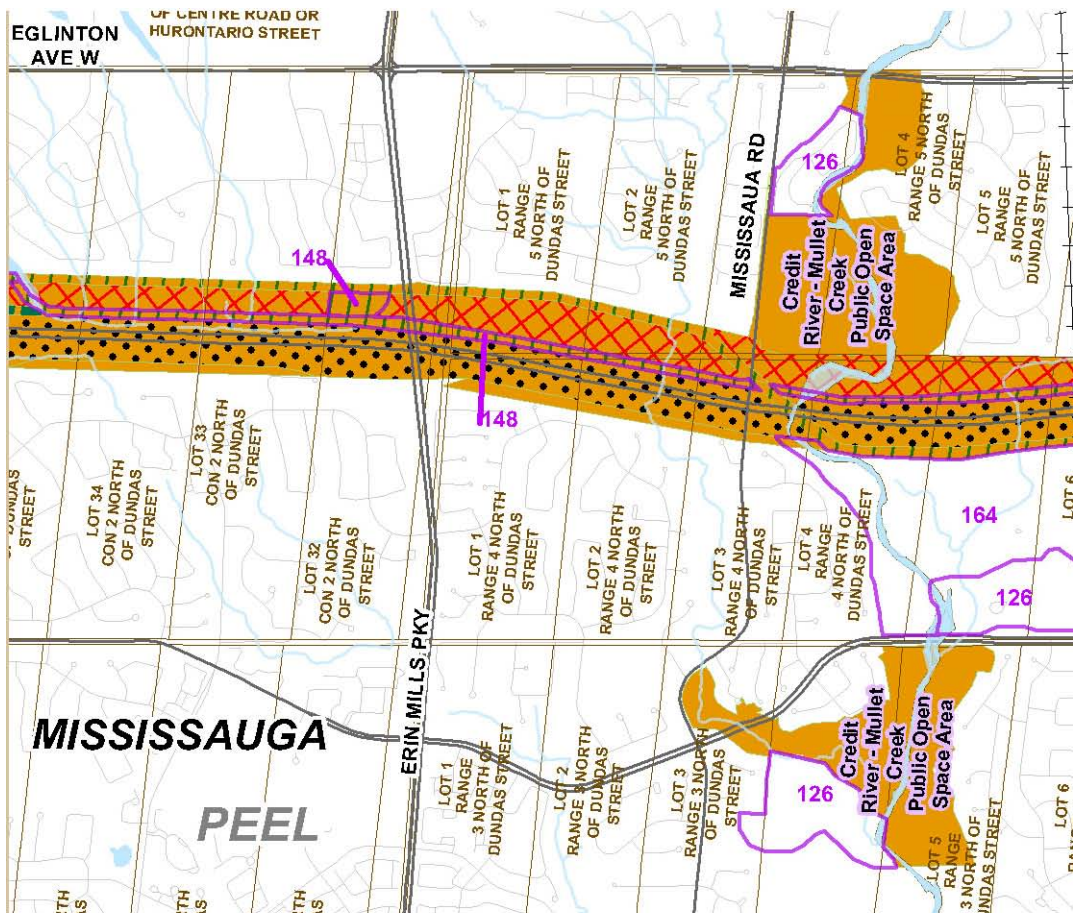 OF CENTRE ROAD OR
HURONTARIO STREET
EGLINTON
AVE W
MISSISSAUA RD
126
LOT 4
RANGE 5 NORTH
OF DUNDAS
STREET
LOT 1
RANGE
5 NORTH OF
DUNDAS STREET
LOT 2
RANGE
5 NORTH OF
DUNDAS STREET
LOT 5
RANGE
5 NORTH OF
DUNDAS STREET
Credit
River - Mullet
Creek
Public Open
Space Area
148
148
DUNDAS
STREET
LOT 34
CON 2 NORTH
OF DUNDAS
STREET
LOT 33
CON 2 NORTH
OF DUNDAS
STREET
LOT 32
CON 2 NORTH
OF DUNDAS
STREET
LOT 1
RANGE 4 NORTH
OF DUNDAS
STREET
LOT 2
RANGE 4 NORTH
OF DUNDAS
STREET
LOT 3
RANGE 4 NORTH
OF DUNDAS
STREET
LOT 4
RANGE
4 NORTH OF
DUNDAS STREET
164
LOT 6
126
ERIN MILLS PKY
MISSISSAUGA
PEEL
LOT 1
RANGE
3 NORTH OF
DUNDAS STREET
LOT 2
RANGE 3 NORTH
OF DUNDAS
STREET
LOT 3
RANGE 3 NORTH
OF DUNDAS
STREET
126
Credit
River - Mullet
Creek
Public Open
Space Area
LOT 5
RANGE
3 NORTH OF
NDAS STREET
LOT 6